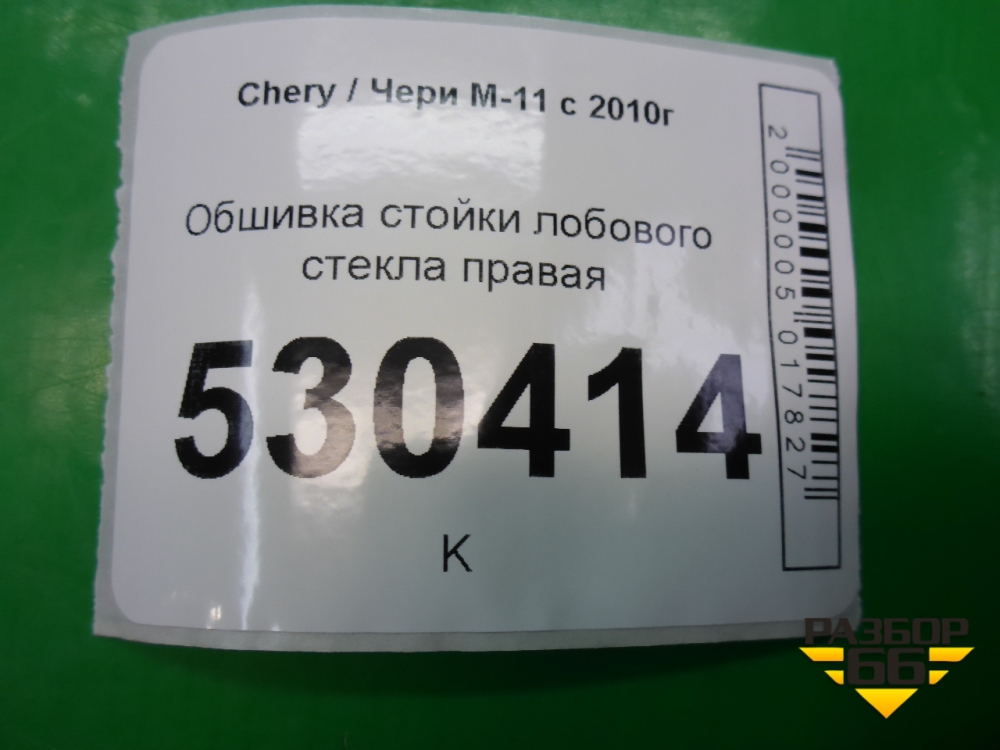 Chery / Чери М-11 с 2010г
Обшивка стойки лобового
стекла правая
530414
К
2000005017827
РАЗБОР
66